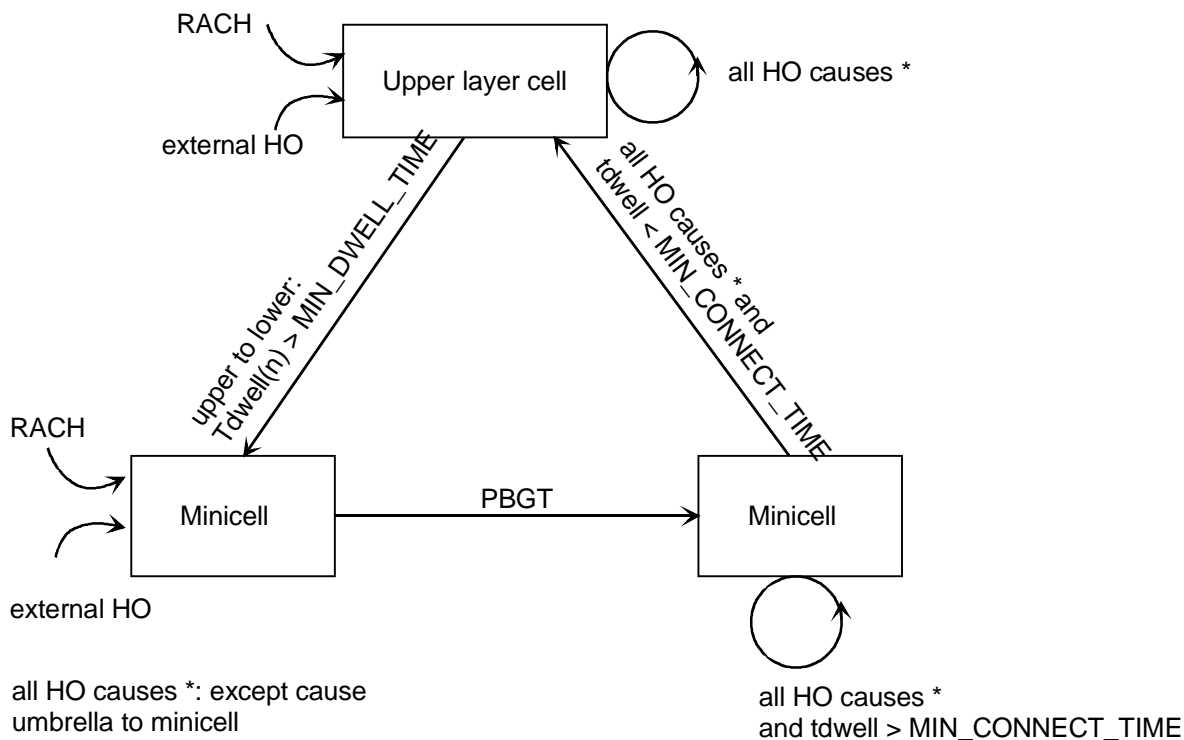 RACH
Upper layer cell
all HO causes *
external HO
all HO causes * and
tdwell < MIN_CONNECT_TIME
upper to lower:
Tdwell(n) > MIN_DWELL_TIME
RACH
Minicell
PBGT
Minicell
external HO
all HO causes *: except cause
umbrella to minicell
all HO causes *
and tdwell > MIN_CONNECT_TIME